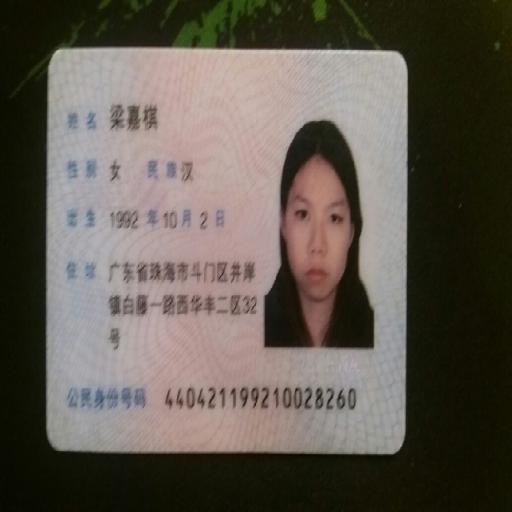 姓名 梁嘉棋
性别 女 民族 汉
出生 1992 年 10 月 2 日
住址 广东省珠海市斗门区井岸
镇白藤一路西华丰二区32
号
公民身份号码 440421199210028260